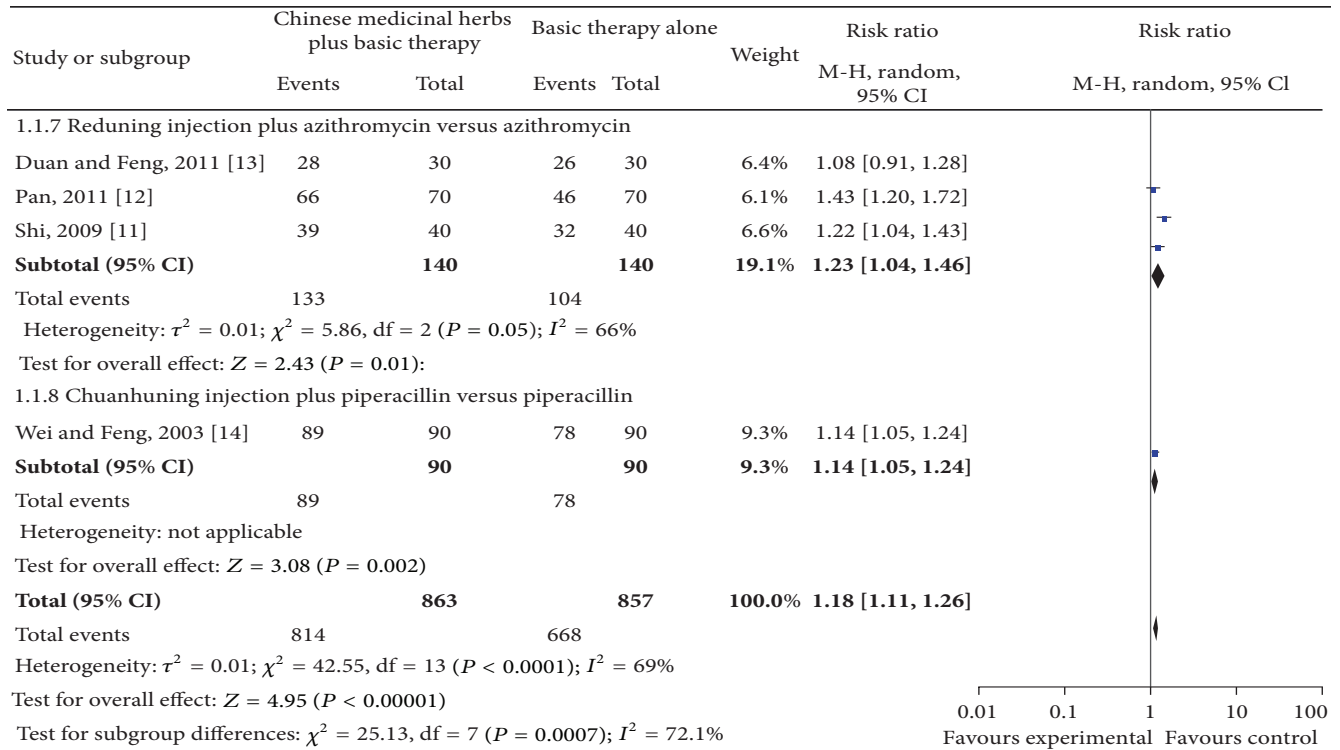 Study or subgroup Chinese medicinal herbs plus basic therapy Basic therapy alone Weight Risk ratio Risk ratio
Events Total Events Total M-H, random, 95% CI M-H, random, 95% Cl
1.1.7 Reduning injection plus azithromycin versus azithromycin
Duan and Feng, 2011 [13] 28 30 26 30 6.4% 1.08 [0.91, 1.28]
Pan, 2011 [12] 66 70 46 70 6.1% 1.43 [1.20, 1.72]
Shi, 2009 [11] 39 40 32 40 6.6% 1.22 [1.04, 1.43]
Subtotal (95% CI) 140 140 19.1% 1.23 [1.04, 1.46]
Total events 133 104
Heterogeneity: τ² = 0.01; χ² = 5.86, df = 2 (P = 0.05); I² = 66%
Test for overall effect: Z = 2.43 (P = 0.01):
1.1.8 Chuanhuning injection plus piperacillin versus piperacillin
Wei and Feng, 2003 [14] 89 90 78 90 9.3% 1.14 [1.05, 1.24]
Subtotal (95% CI) 90 90 9.3% 1.14 [1.05, 1.24]
Total events 89 78
Heterogeneity: not applicable
Test for overall effect: Z = 3.08 (P = 0.002)
Total (95% CI) 863 857 100.0% 1.18 [1.11, 1.26]
Total events 814 668
Heterogeneity: τ² = 0.01; χ² = 42.55, df = 13 (P < 0.0001); I² = 69%
Test for overall effect: Z = 4.95 (P < 0.00001)
Test for subgroup differences: χ² = 25.13, df = 7 (P = 0.0007); I² = 72.1%
0.01 0.1 1 10 100
Favours experimental Favours control